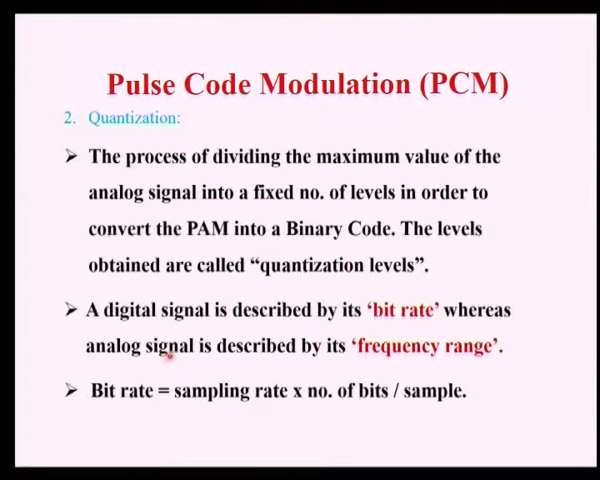 Pulse Code Modulation (PCM)
2. Quantization:
➢ The process of dividing the maximum value of the
analog signal into a fixed no. of levels in order to
convert the PAM into a Binary Code. The levels
obtained are called “quantization levels”.
➢ A digital signal is described by its ‘bit rate’ whereas
analog signal is described by its ‘frequency range’.
➢ Bit rate = sampling rate x no. of bits / sample.